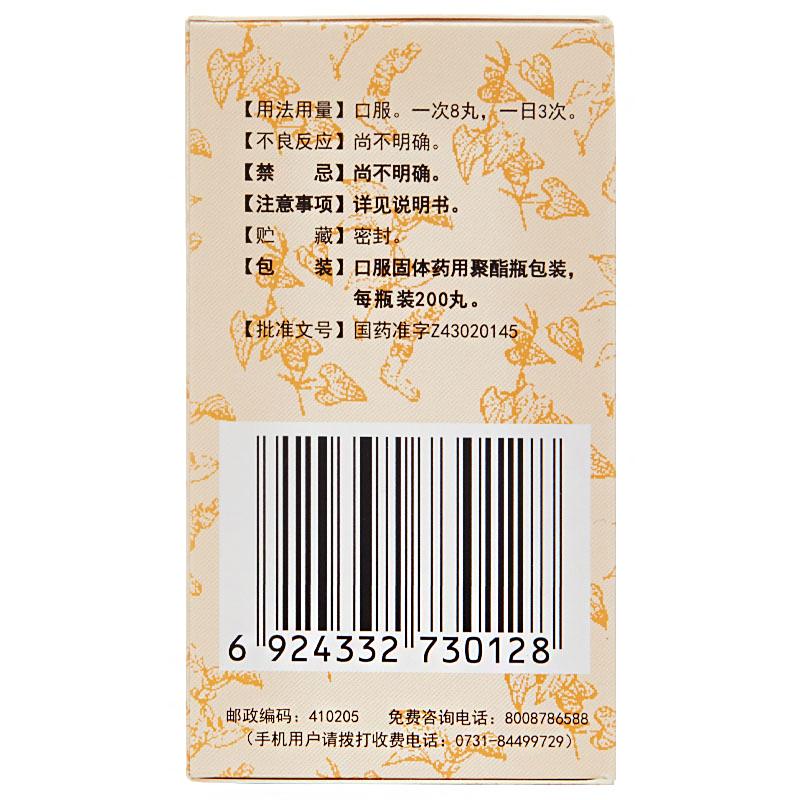 【用法用量】口服。一次8丸，一日3次。
【不良反应】尚不明确。
【禁　　忌】尚不明确。
【注意事项】详见说明书。
【贮　　藏】密封。
【包　　装】口服固体药用聚酯瓶包装，
每瓶装200丸。
【批准文号】国药准字Z43020145
6 924332 730128
邮政编码：410205　免费咨询电话：8008786588
（手机用户请拨打收费电话：0731-84499729）